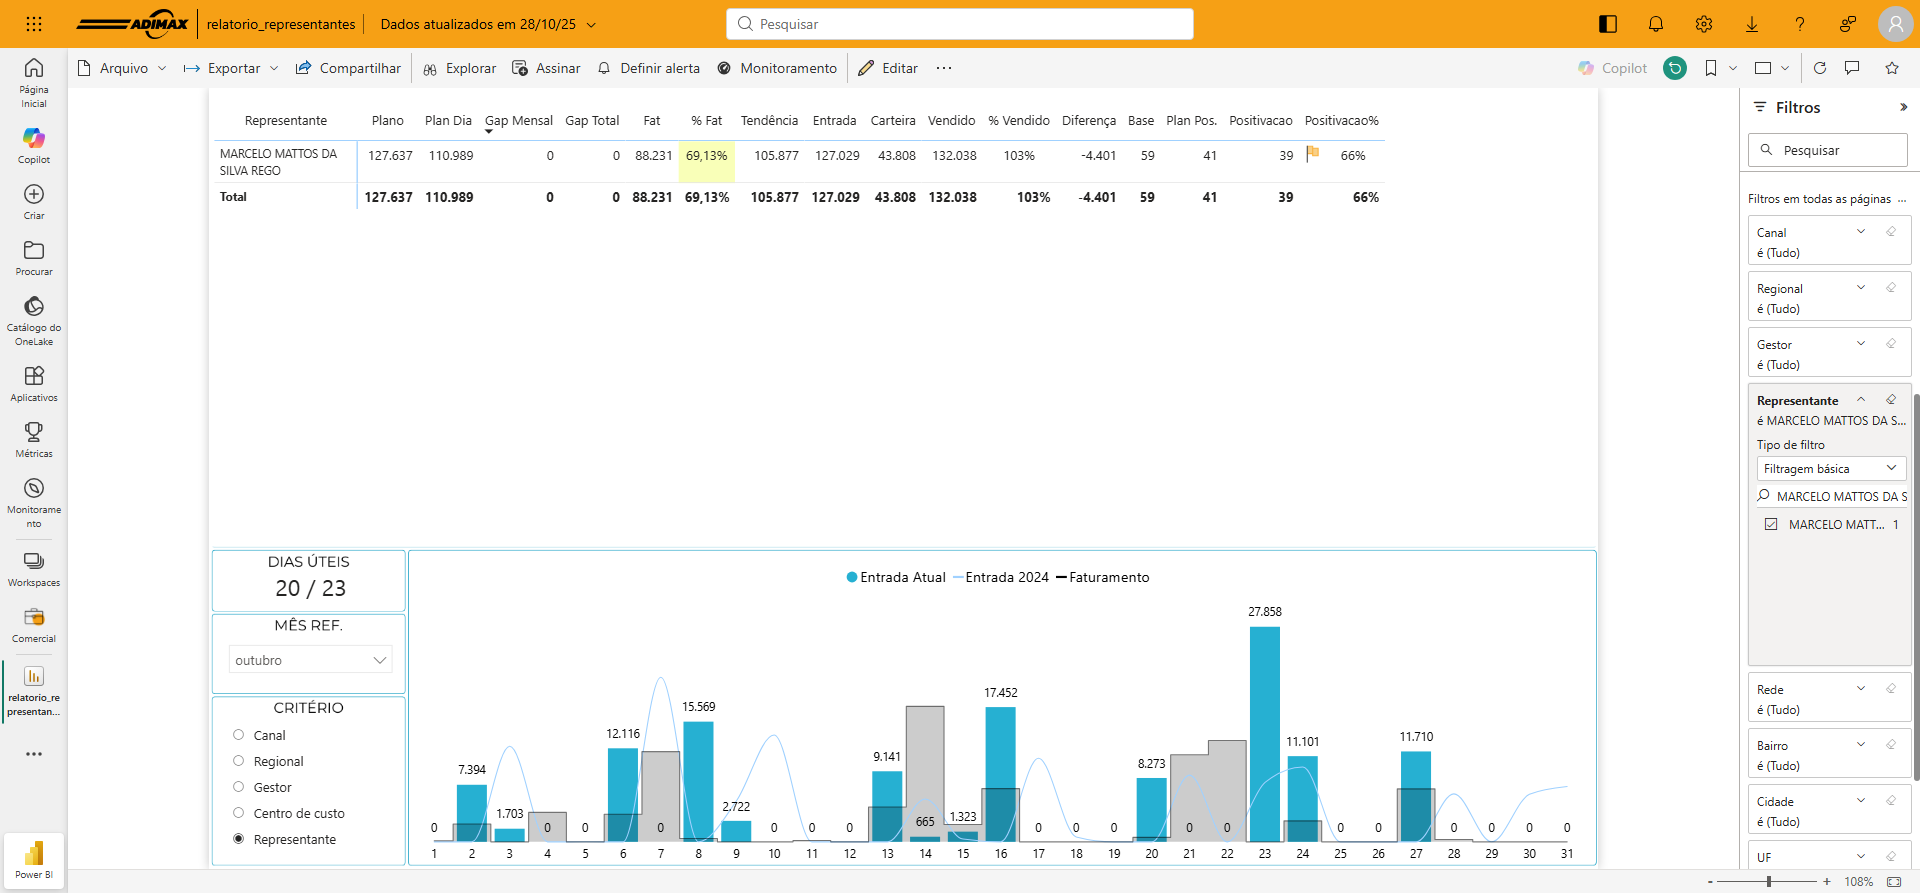 ADIMAX
relatorio_representantes
Dados atualizados em 28/10/25
Pesquisar
Arquivo
Exportar
Compartilhar
Explorar
Assinar
Definir alerta
Monitoramento
Editar
Copilot
Página
Inicial
Copilot
Criar
Procurar
Catálogo do
OneLake
Aplicativos
Métricas
Monitorame
nto
Workspaces
Comercial
relatorio_re
presentan...
Power BI
Representante Plano Plan Dia Gap Mensal Gap Total Fat % Fat Tendência Entrada Carteira Vendido % Vendido Diferença Base Plan Pos. Positivacao Positivacao%
MARCELO MATTOS DA
SILVA REGO
127.637 110.989 0 0 88.231 69,13% 105.877 127.029 43.808 132.038 103% -4.401 59 41 39 66%
Total 127.637 110.989 0 0 88.231 69,13% 105.877 127.029 43.808 132.038 103% -4.401 59 41 39 66%
DIAS ÚTEIS
20 / 23
MÊS REF.
outubro
CRITÉRIO
Canal
Regional
Gestor
Centro de custo
Representante
Entrada Atual Entrada 2024 Faturamento
0 7.394 1.703 0 0 12.116 0 15.569 2.722 0 0 0 9.141 665 1.323 17.452 0 0 0 8.273 0 0 27.858 11.101 0 0 11.710 0 0 0 0
1 2 3 4 5 6 7 8 9 10 11 12 13 14 15 16 17 18 19 20 21 22 23 24 25 26 27 28 29 30 31
Filtros
Pesquisar
Filtros em todas as páginas ...
Canal
é (Tudo)
Regional
é (Tudo)
Gestor
é (Tudo)
Representante
é MARCELO MATTOS DA S...
Tipo de filtro
Filtragem básica
MARCELO MATTOS DA S
MARCELO MATT... 1
Rede
é (Tudo)
Bairro
é (Tudo)
Cidade
é (Tudo)
UF
- + 108%